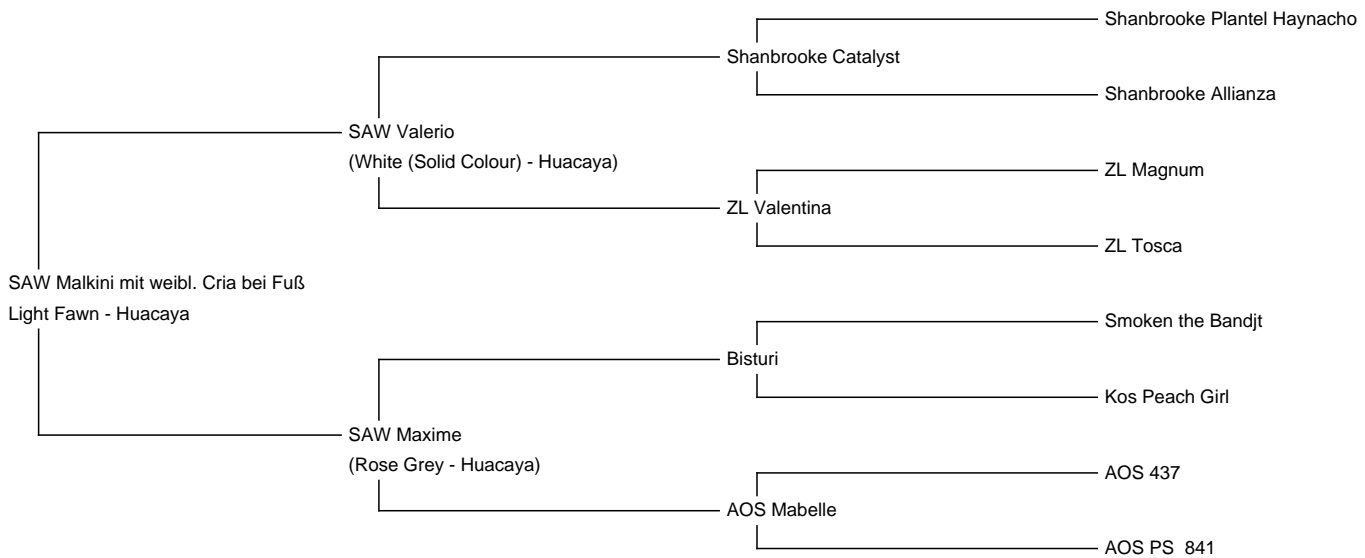 Shanbrooke Plantel Haynacho
Shanbrooke Catalyst
Shanbrooke Allianza
SAW Valerio
(White (Solid Colour) - Huacaya)
ZL Magnum
ZL Valentina
ZL Tosca
SAW Malkini mit weibl. Cria bei Fuß
Light Fawn - Huacaya
Smoken the Bandjt
Bisturi
Kos Peach Girl
SAW Maxime
(Rose Grey - Huacaya)
AOS 437
AOS Mabelle
AOS PS  841